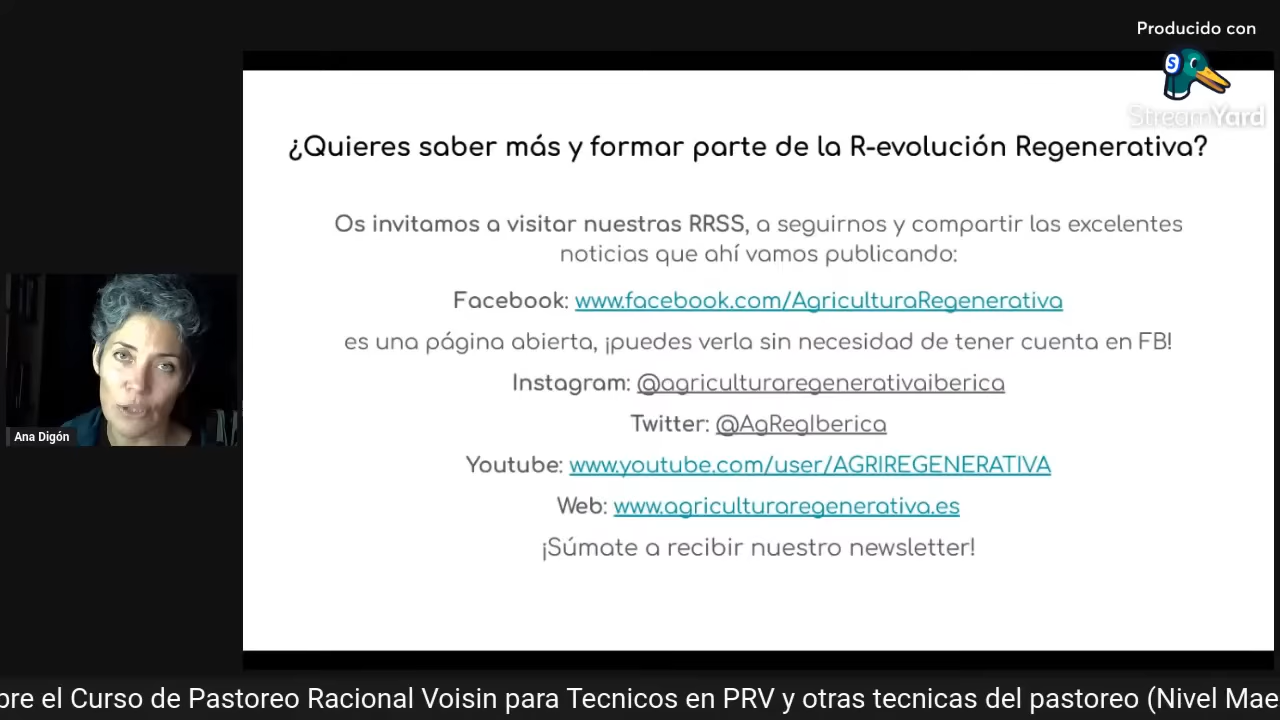 Producido con
StreamYard
¿Quieres saber más y formar parte de la R-evolución Regenerativa?
Os invitamos a visitar nuestras RRSS, a seguirnos y compartir las excelentes
noticias que ahí vamos publicando:
Facebook: www.facebook.com/AgriculturaRegenerativa
es una página abierta, ¡puedes verla sin necesidad de tener cuenta en FB!
Instagram: @agriculturaregenerativaiberica
Twitter: @AgRegIberica
Youtube: www.youtube.com/user/AGRIREGENERATIVA
Web: www.agriculturaregenerativa.es
¡Súmate a recibir nuestro newsletter!
Ana Digón
bre el Curso de Pastoreo Racional Voisin para Tecnicos en PRV y otras tecnicas del pastoreo (Nivel Mae